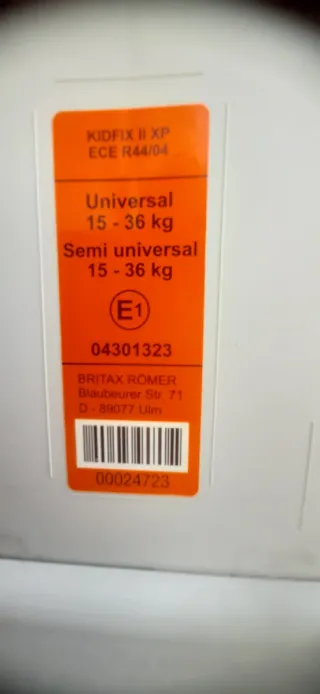 KIDFIX II XP
ECE R44/04
Universal
15 - 36 kg
Semi universal
15 - 36 kg
E1
04301323
BRITAX RÖMER
Blaubeurer Str. 71
D - 89077 Ulm
00024723